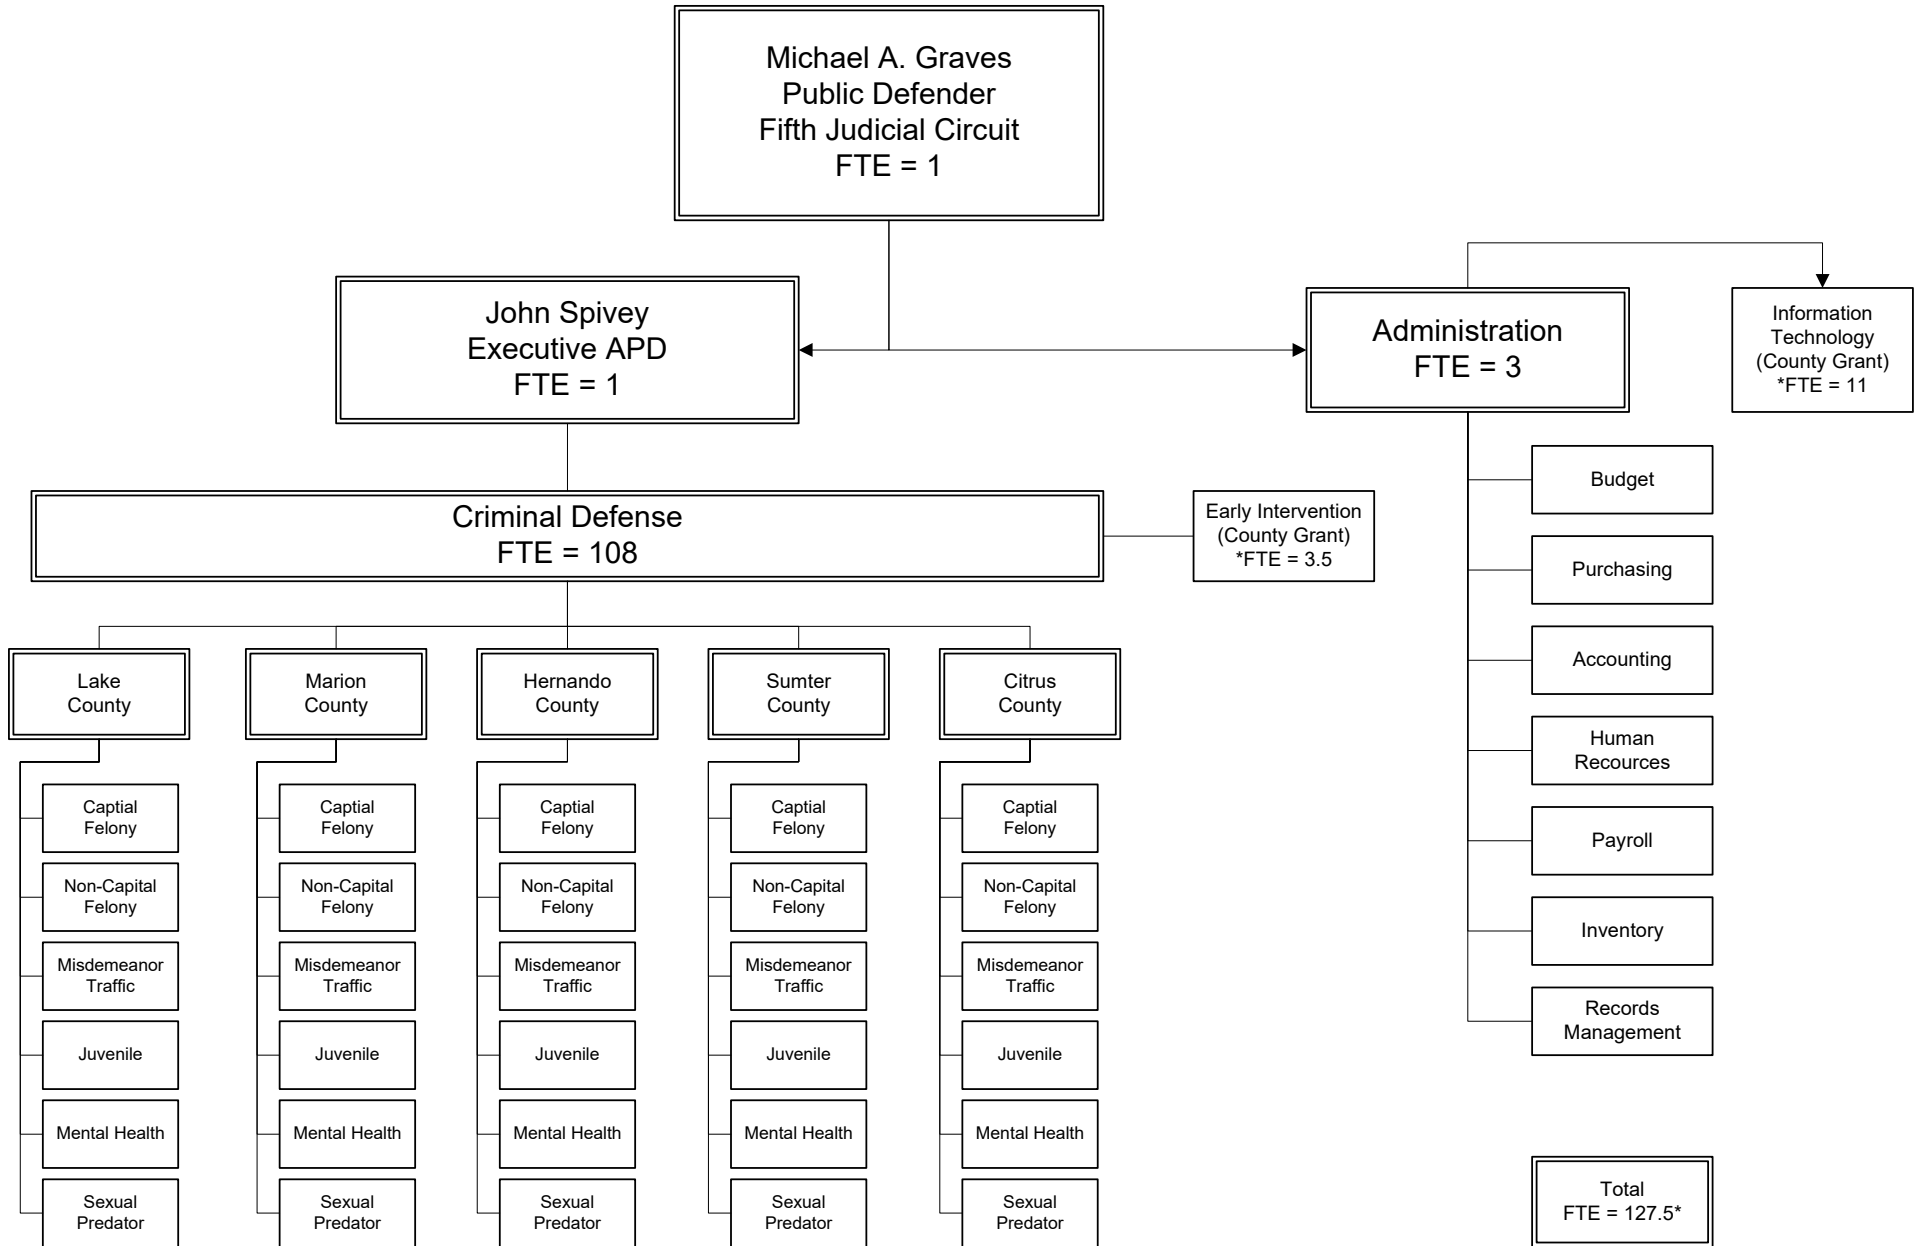 Michael A. Graves
Public Defender
Fifth Judicial Circuit
FTE = 1
John Spivey
Executive APD
FTE = 1
Administration
FTE = 3
Information
Technology
(County Grant)
*FTE = 11
Criminal Defense
FTE = 108
Early Intervention
(County Grant)
*FTE = 3.5
Budget
Purchasing
Accounting
Human
Recources
Payroll
Inventory
Records
Management
Lake
County
Captial
Felony
Non-Capital
Felony
Misdemeanor
Traffic
Juvenile
Mental Health
Sexual
Predator
Marion
County
Captial
Felony
Non-Capital
Felony
Misdemeanor
Traffic
Juvenile
Mental Health
Sexual
Predator
Hernando
County
Captial
Felony
Non-Capital
Felony
Misdemeanor
Traffic
Juvenile
Mental Health
Sexual
Predator
Sumter
County
Captial
Felony
Non-Capital
Felony
Misdemeanor
Traffic
Juvenile
Mental Health
Sexual
Predator
Citrus
County
Captial
Felony
Non-Capital
Felony
Misdemeanor
Traffic
Juvenile
Mental Health
Sexual
Predator
Total
FTE = 127.5*